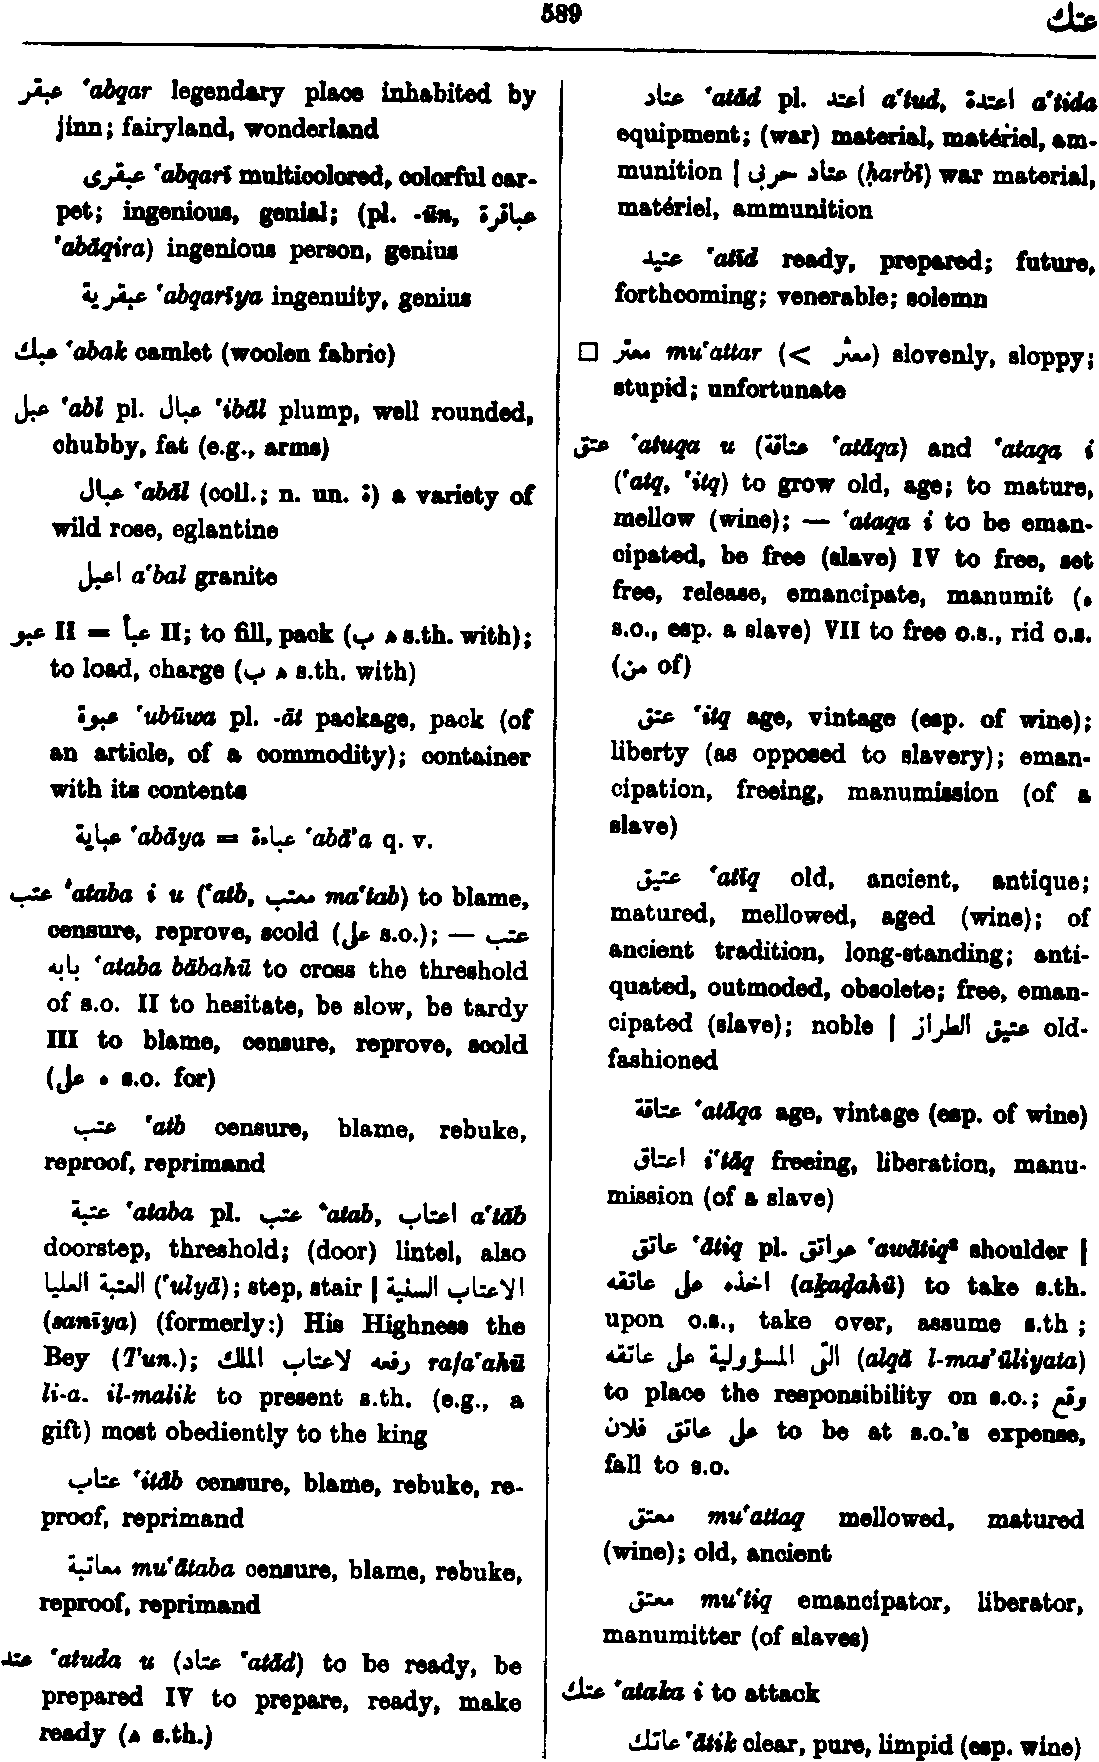 589
عتك
عبقر ‘abqar legendary place inhabited by
jinn; fairyland, wonderland
عبقرى ‘abqarī multicolored, colorful car-
pet; ingenious, genial; (pl. -ūn, عباقرة
‘abāqira) ingenious person, genius
عبقرية ‘abqarīya ingenuity, genius
عبك ‘abak camlet (woolen fabric)
عبل ‘abl pl. عبال ‘ibāl plump, well rounded,
chubby, fat (e.g., arms)
عبال ‘abāl (coll.; n. un. ة) a variety of
wild rose, eglantine
اعبل a‘bal granite
عبو II = عبأ II; to fill, pack (ب ه s.th. with);
to load, charge (ب ه s.th. with)
عبوة ‘ubūwa pl. -āt package, pack (of
an article, of a commodity); container
with its contents
عباية ‘abāya = عباءة ‘abā’a q. v.
عتب ‘ataba i u (‘atb, معتب ma‘tab) to blame,
censure, reprove, scold (على s.o.); — عتب
بابه ‘ataba bābahū to cross the threshold
of s.o. II to hesitate, be slow, be tardy
III to blame, censure, reprove, scold
(على ه s.o. for)
عتب ‘atb censure, blame, rebuke,
reproof, reprimand
عتبة ‘ataba pl. عتب ‘atab, اعتاب a‘tāb
doorstep, threshold; (door) lintel, also
العتبة العليا (‘ulyā); step, stair | الاعتاب السنية
(sanīya) (formerly:) His Highness the
Bey (Tun.); رفعه لاعتاب الملك rafa‘ahū
li-a. il-malik to present s.th. (e.g., a
gift) most obediently to the king
عتاب ‘itāb censure, blame, rebuke, re-
proof, reprimand
معاتبة mu‘ātaba censure, blame, rebuke,
reproof, reprimand
عتد ‘atuda u (عتاد ‘atād) to be ready, be
prepared IV to prepare, ready, make
ready (ه s.th.)
عتاد ‘atād pl. اعتد a‘tud, اعتدة a‘tida
equipment; (war) material, matériel, am-
munition | عتاد حربى (ḥarbī) war material,
matériel, ammunition
عتيد ‘atīd ready, prepared; future,
forthcoming; venerable; solemn
□ معتر mu‘attar (< معثر) slovenly, sloppy;
stupid; unfortunate
عتق ‘atuqa u (عتاقة ‘atāqa) and ‘ataqa i
(‘atq, ‘itq) to grow old, age; to mature,
mellow (wine); — ‘ataqa i to be eman-
cipated, be free (slave) IV to free, set
free, release, emancipate, manumit (ه
s.o., esp. a slave) VII to free o.s., rid o.s.
(من of)
عتق ‘itq age, vintage (esp. of wine);
liberty (as opposed to slavery); eman-
cipation, freeing, manumission (of a
slave)
عتيق ‘atīq old, ancient, antique;
matured, mellowed, aged (wine); of
ancient tradition, long-standing; anti-
quated, outmoded, obsolete; free, eman-
cipated (slave); noble | عتيق الطراز old-
fashioned
عتاقة ‘atāqa age, vintage (esp. of wine)
اعتاق i‘tāq freeing, liberation, manu-
mission (of a slave)
عاتق ‘ātiq pl. عواتق ‘awātiq² shoulder |
اخذه على عاتقه (aḵaḏahū) to take s.th.
upon o.s., take over, assume s.th ;
القى المسؤولية على عاتقه (alqā l-mas’ūliyata)
to place the responsibility on s.o.; وقع
على عاتق فلان to be at s.o.’s expense,
fall to s.o.
معتق mu‘attaq mellowed, matured
(wine); old, ancient
معتق mu‘tiq emancipator, liberator,
manumitter (of slaves)
عتك ‘ataka i to attack
عاتك ‘ātik clear, pure, limpid (esp. wine)